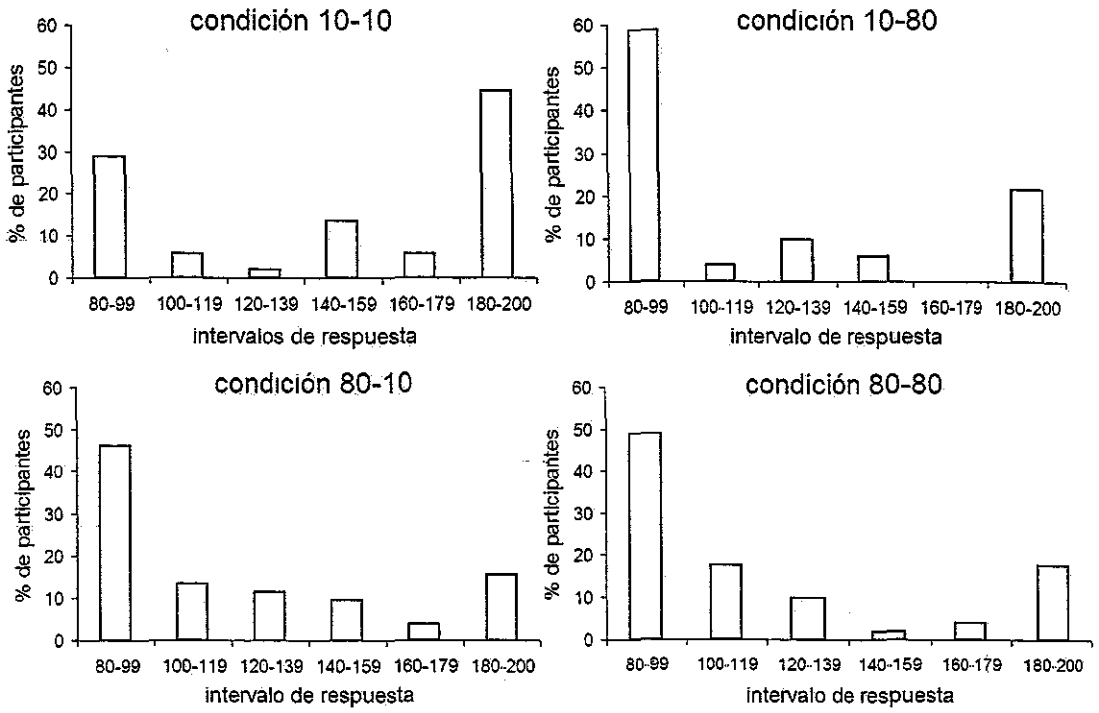 condición 10-10
60
50
40
30
20
10
0
% de participantes
80-99 100-119 120-139 140-159 160-179 180-200
intervalos de respuesta
condición 10-80
60
50
40
30
20
10
0
% de participantes
80-99 100-119 120-139 140-159 160-179 180-200
intervalo de respuesta
condición 80-10
60
50
40
30
20
10
0
% de participantes
80-99 100-119 120-139 140-159 160-179 180-200
intervalo de respuesta
condición 80-80
60
50
40
30
20
10
0
% de participantes
80-99 100-119 120-139 140-159 160-179 180-200
intervalo de respuesta